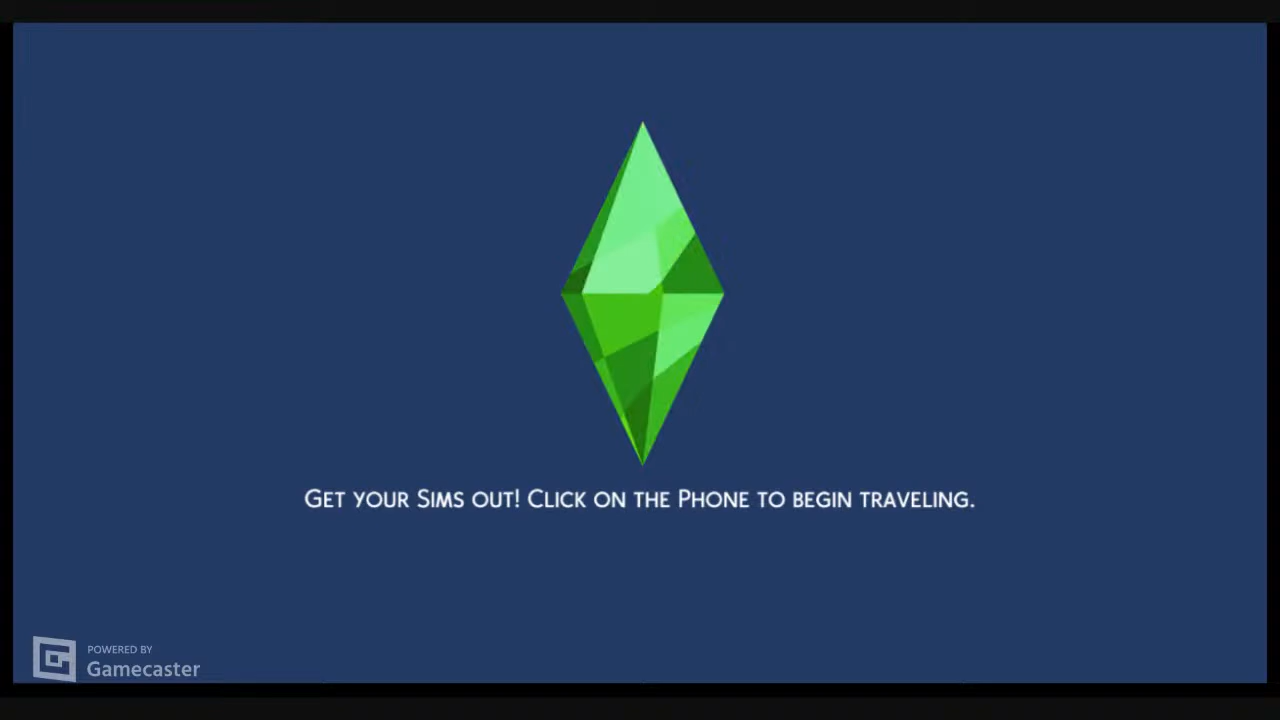 Get your Sims out! Click on the Phone to begin traveling.
POWERED BY
Gamecaster